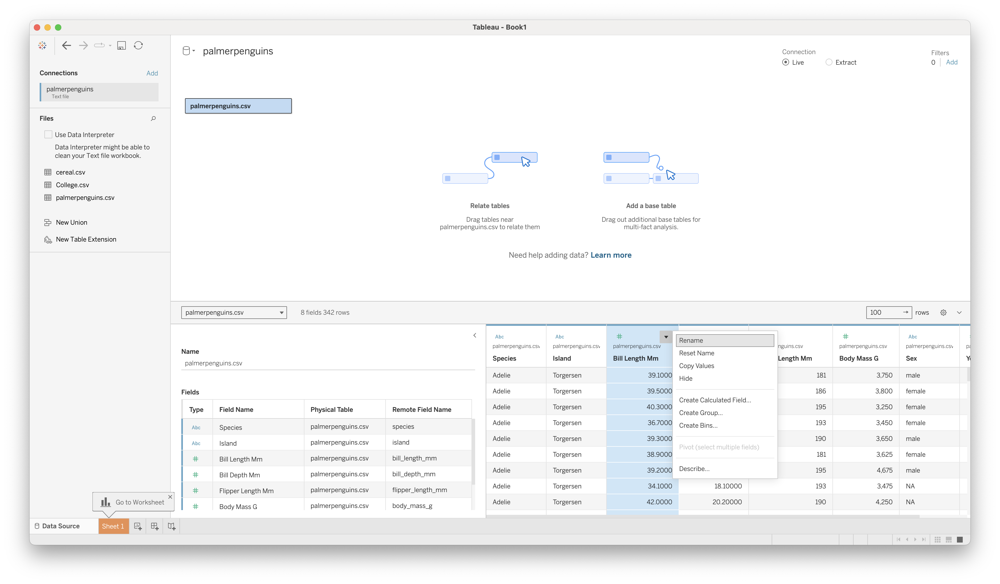 Tableau - Book1
palmerpenguins
Connection
Live
Extract
Filters
0
Add
Connections
Add
palmerpenguins
Text file
Files
Use Data Interpreter
Data Interpreter might be able to
clean your Text file workbook.
cereal.csv
College.csv
palmerpenguins.csv
New Union
New Table Extension
palmerpenguins.csv
Relate tables
Drag tables near
palmerpenguins.csv to relate them
Add a base table
Drag out additional base tables for
multi-fact analysis.
Need help adding data? Learn more
palmerpenguins.csv
8 fields 342 rows
100
rows
Name
palmerpenguins.csv
Fields
Type Field Name Physical Table Remote Field Name
Abc Species palmerpenguins.csv species
Abc Island palmerpenguins.csv island
# Bill Length Mm palmerpenguins.csv bill_length_mm
# Bill Depth Mm palmerpenguins.csv bill_depth_mm
# Flipper Length Mm palmerpenguins.csv flipper_length_mm
# Body Mass G palmerpenguins.csv body_mass_g
Abc Abc # # Abc
palmerpenguins.csv palmerpenguins.csv palmerpenguins.csv nguins.csv palmerpenguins.csv palmerpenguins.csv pa
Species Island Bill Length Mm Length Mm Body Mass G Sex Ye
Adelie Torgersen 39.1000 181 3,750 male
Adelie Torgersen 39.5000 186 3,800 female
Adelie Torgersen 40.3000 195 3,250 female
Adelie Torgersen 36.7000 193 3,450 female
Adelie Torgersen 39.3000 190 3,650 male
Adelie Torgersen 38.9000 181 3,625 female
Adelie Torgersen 39.2000 195 4,675 male
Adelie Torgersen 34.1000 18.10000 193 3,475 NA
Adelie Torgersen 42.0000 20.20000 190 4,250 NA
Rename
Reset Name
Copy Values
Hide
Create Calculated Field...
Create Group...
Create Bins...
Pivot (select multiple fields)
Describe...
Go to Worksheet
Data Source
Sheet 1